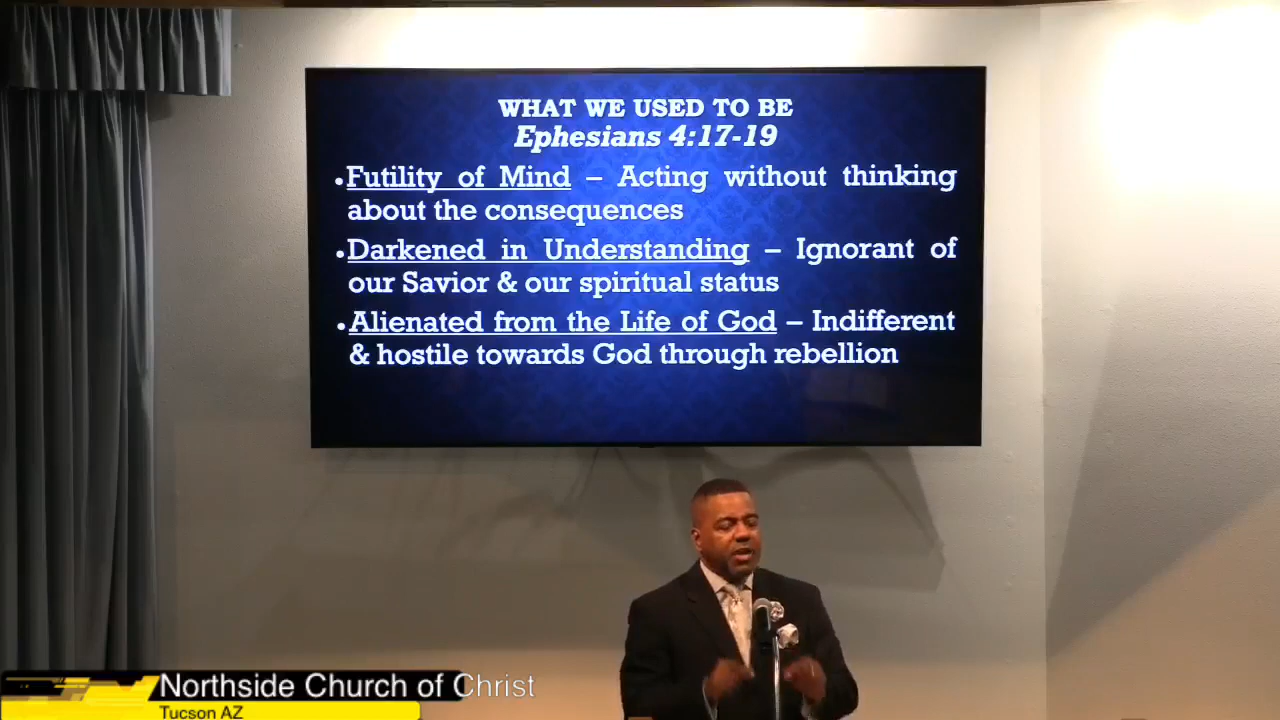 WHAT WE USED TO BE
Ephesians 4:17-19
•Futility of Mind – Acting without thinking
about the consequences
•Darkened in Understanding – Ignorant of
our Savior & our spiritual status
•Alienated from the Life of God – Indifferent
& hostile towards God through rebellion
Northside Church of Christ
Tucson AZ